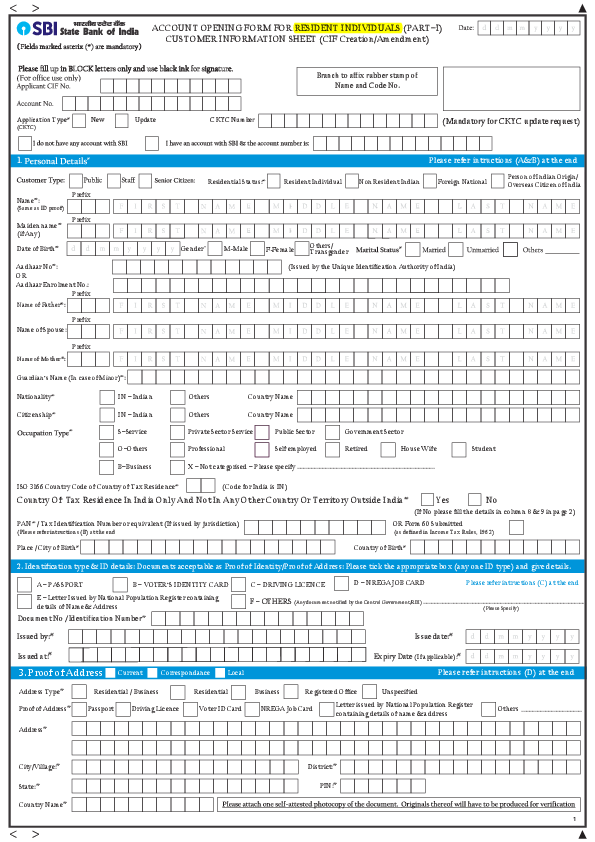 < >
SBI भारतीय स्टेट बैंक
State Bank of India
ACCOUNT OPENING FORM FOR RESIDENT INDIVIDUALS (PART–I)
CUSTOMER INFORMATION SHEET (CIF Creation/Amendment)
Date: d d m m y y y y
(Fields marked asterix (*) are mandatory)
Please fill up in BLOCK letters only and use black ink for signature.
(For office use only)
Applicant CIF No.
Account No.
Branch to affix rubber stamp of
Name and Code No.
Application Type* New Update CKYC Number (Mandatory for CKYC update request)
(CKYC)
I do not have any account with SBI I have an account with SBI & the account number is:
1. Personal Details* Please refer intructions (A&B) at the end
Customer Type: Public Staff Senior Citizen: Residential Status:* Resident Individual Non Resident Indian Foreign National Person of Indian Origin/
Overseas Citizen of India
Prefix
Name*: F I R S T N A M E M I D D L E N A M E L A S T N A M E
(Same as ID proof)
Prefix
Maiden name* F I R S T N A M E M I D D L E N A M E L A S T N A M E
(if Any)
Date of Birth* d d m m y y y y Gender* M-Male F-Female Others/
Transgender Marital Status* Married Unmarried Others
Aadhaar No*: (Issued by the Unique Identification Authority of India)
OR
Aadhaar Enrolment No.:
Prefix
Name of Father*: F I R S T N A M E M I D D L E N A M E L A S T N A M E
Prefix
Name of Spouse: F I R S T N A M E M I D D L E N A M E L A S T N A M E
Prefix
Name of Mother*: F I R S T N A M E M I D D L E N A M E L A S T N A M E
Guardian's Name (In case of Minor)*:
Nationality* IN – Indian Others Country Name
Citizenship* IN – Indian Others Country Name
Occupation Type* S–Service Private Sector Service Public Sector Government Sector
O–Others Professional Self employed Retired House Wife Student
B–Business X – Not categorised – Please specify
ISO 3166 Country Code of Country of Tax Residence* (Code for India is IN)
Country Of Tax Residence In India Only And Not In Any Other Country Or Territory Outside India* Yes No
(If No please fill the details in column 8 & 9 in page 2)
PAN*/ Tax Identification Number or equivalent (If issued by jurisdiction) OR Form 60 Submitted
(Please refer intructions (B) at the end (as defined in Income Tax Rules, 1962)
Place / City of Birth* Country of Birth*
2. Identification type & ID details: Documents acceptable as Proof of Identity/Proof of Address: Please tick the appropriate box (any one ID type) and give details.
A – PASSPORT B – VOTER'S IDENTITY CARD C – DRIVING LICENCE D – NREGA JOB CARD Please refer intructions (C) at the end
E – Letter Issued by National Population Register containing
details of Name & Address
F – OTHERS (Any document notified by the Central Government/RBI)
(Please Specify)
Document No / Identification Number*
Issued by:* Issue date:* d d m m y y y y
Issued at:* Expiry Date (If applicable):* d d m m y y y y
3. Proof of Address Current Correspondance Local Please refer intructions (D) at the end
Address Type* Residential / Business Residential Business Registered Office Unspecified
Proof of Address* Passport Driving Licence Voter ID Card NREGA Job Card Letter issued by National Population Register
containing details of name & address Others
Address*
City/Village:* District:*
State:* PIN:*
Country Name* Please attach one self-attested photocopy of the document. Originals thereof will have to be produced for verification
1
< >